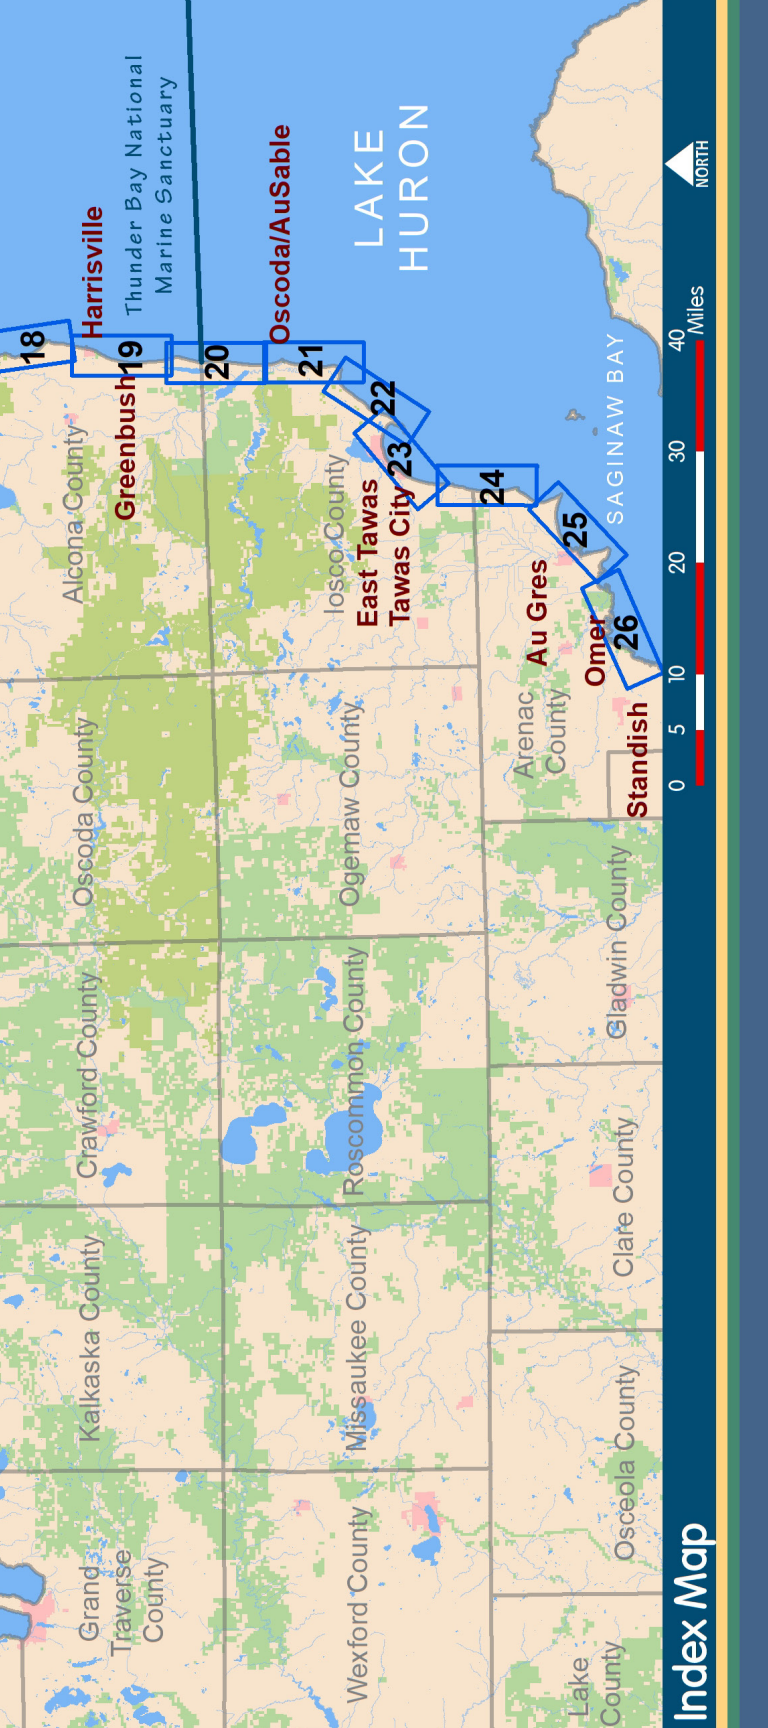 18
Harrisville
Thunder Bay National
Marine Sanctuary
19
Greenbush
20
Oscoda/AuSable
21
LAKE
HURON
22
23
East Tawas
Tawas City
24
SAGINAW BAY
25
Au Gres
Omer
26
Standish
Alcona County
Iosco County
Oscoda County
Ogemaw County
Arenac
County
Crawford County
Roscommon County
Gladwin County
Kalkaska County
Missaukee County
Clare County
Grand
Traverse
County
Wexford County
Osceola County
Lake
County
Index Map
0 5 10 20 30 40
Miles
NORTH